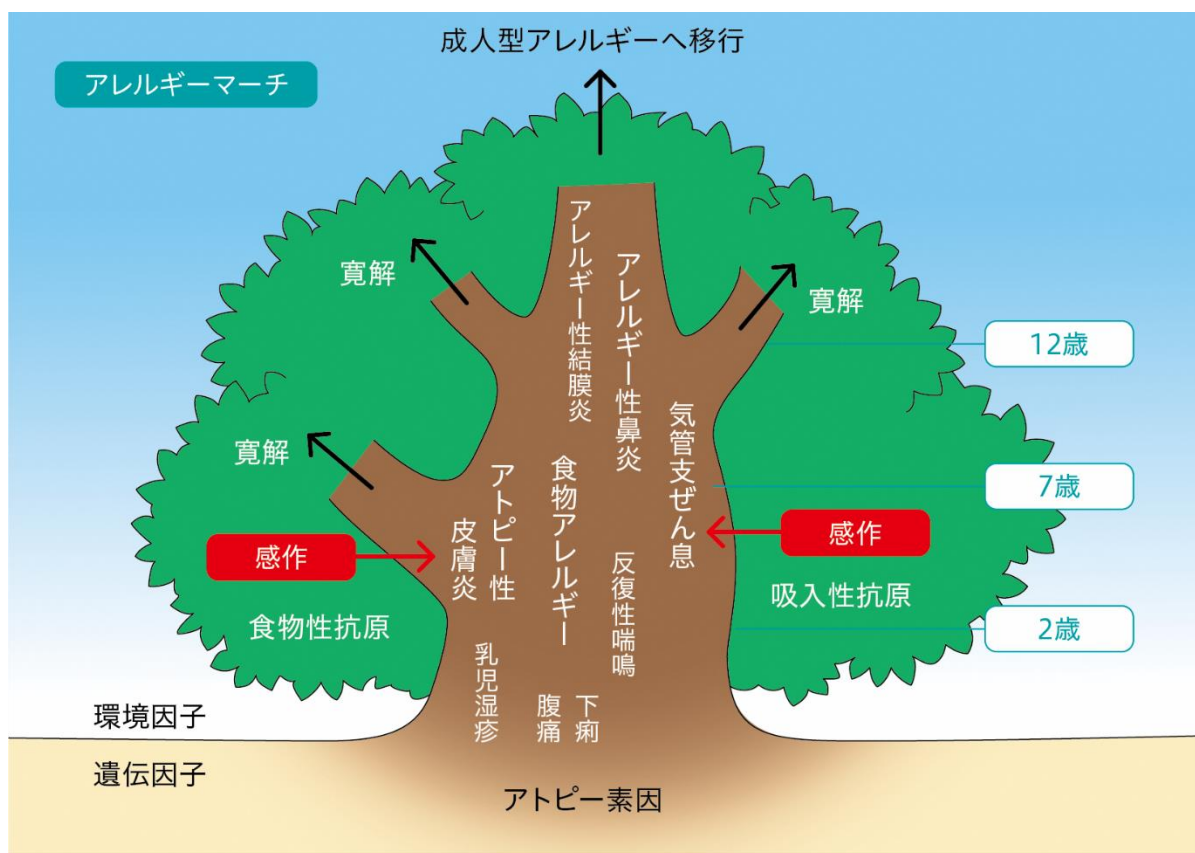 成人型アレルギーへ移行
アレルギーマーチ
寛解
寛解
寛解
12歳
7歳
2歳
アレルギー性結膜炎
アレルギー性鼻炎
気管支ぜん息
食物アレルギー
アトピー性
皮膚炎
反復性喘鳴
感作
食物性抗原
感作
吸入性抗原
乳児湿疹
腹痛
下痢
環境因子
遺伝因子
アトピー素因